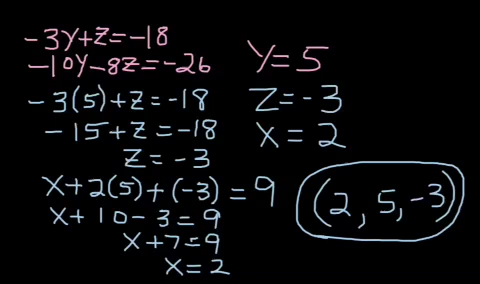 -3y+z=-18
-10y-8z=-26
-3(5)+z=-18
-15+z=-18
z=-3
x+2(5)+(-3)=9
x+10-3=9
x+7=9
x=2
y=5
z=-3
x=2
(2,5,-3)